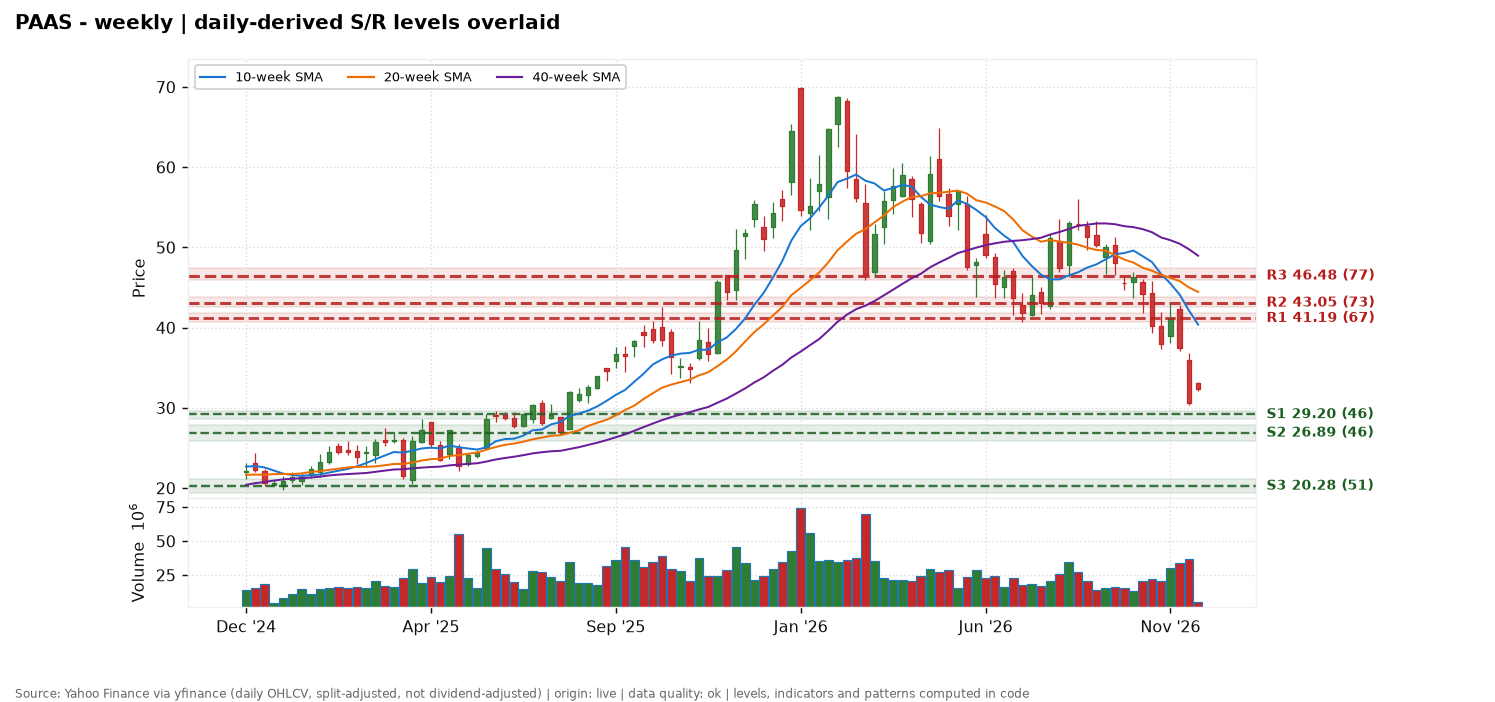 PAAS - weekly | daily-derived S/R levels overlaid
10-week SMA 20-week SMA 40-week SMA
Price
70
60
50
40
30
20
R3 46.48 (77)
R2 43.05 (73)
R1 41.19 (67)
S1 29.20 (46)
S2 26.89 (46)
S3 20.28 (51)
Volume 10⁶
75
50
25
Dec '24 Apr '25 Sep '25 Jan '26 Jun '26 Nov '26
Source: Yahoo Finance via yfinance (daily OHLCV, split-adjusted, not dividend-adjusted) | origin: live | data quality: ok | levels, indicators and patterns computed in code